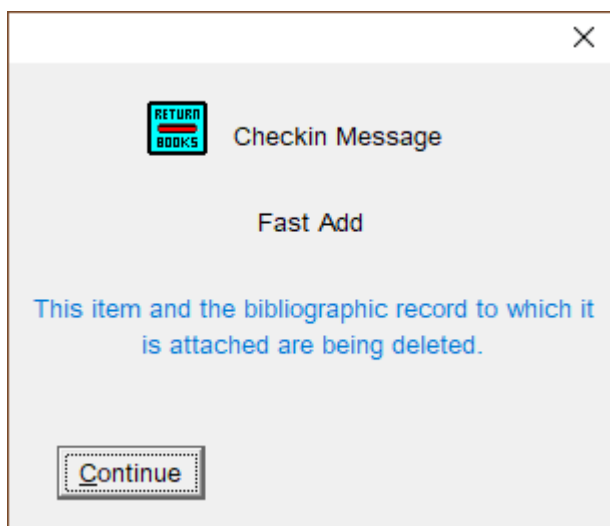 RETURN
BOOKS
Checkin Message
Fast Add
This item and the bibliographic record to which it
is attached are being deleted.
Continue